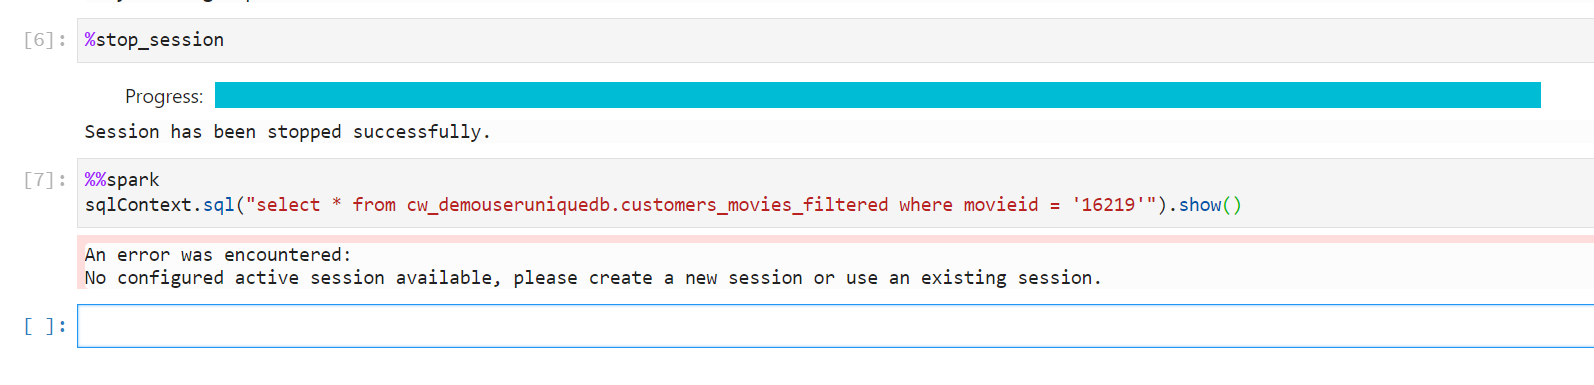 [6]: %stop_session
Progress:
Session has been stopped successfully.
[7]: %%spark
sqlContext.sql("select * from cw_demouseruniquedb.customers_movies_filtered where movieid = '16219'").show()
An error was encountered:
No configured active session available, please create a new session or use an existing session.
[ ]: